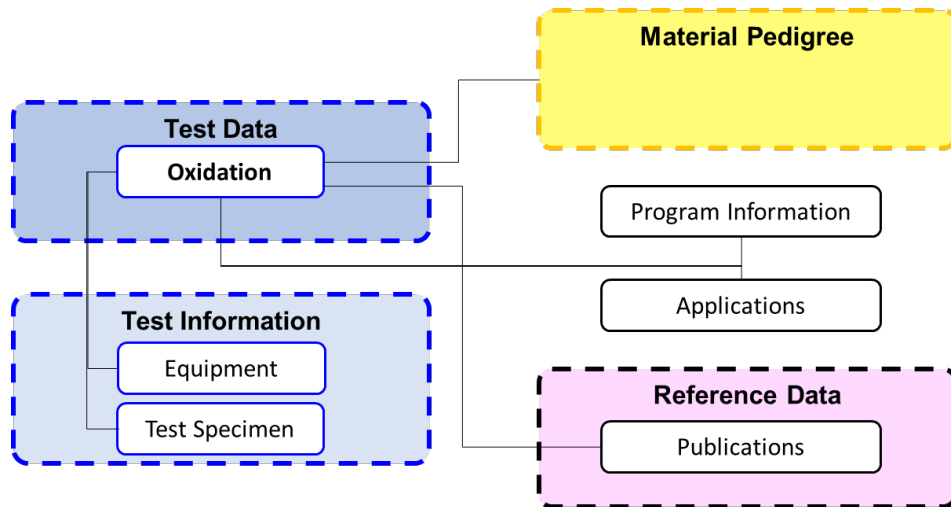 Material Pedigree
Test Data
Oxidation
Program Information
Applications
Test Information
Equipment
Test Specimen
Reference Data
Publications